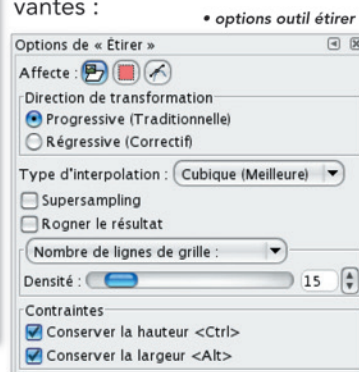 vantes :
• options outil étirer
Options de « Étirer »
Affecte :
Direction de transformation
Progressive (Traditionnelle)
Régressive (Correctif)
Type d'interpolation : Cubique (Meilleure)
Supersampling
Rogner le résultat
Nombre de lignes de grille :
Densité : 15
Contraintes
Conserver la hauteur <Ctrl>
Conserver la largeur <Alt>